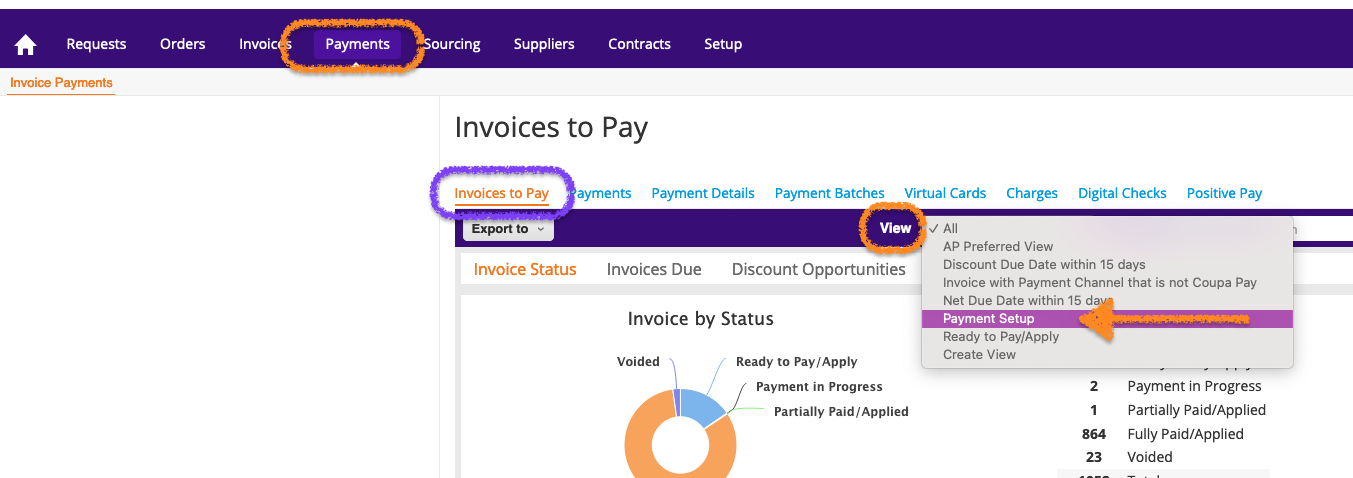 Requests Orders Invoices Payments Sourcing Suppliers Contracts Setup
Invoice Payments
Invoices to Pay
Invoices to Pay Payments Payment Details Payment Batches Virtual Cards Charges Digital Checks Positive Pay
Export to View ✓ All
AP Preferred View
Discount Due Date within 15 days
Invoice with Payment Channel that is not Coupa Pay
Net Due Date within 15 days
Payment Setup
Ready to Pay/Apply
Create View
Invoice Status Invoices Due Discount Opportunities
Invoice by Status
Voided Ready to Pay/Apply
Payment in Progress
Partially Paid/Applied
2 Payment in Progress
1 Partially Paid/Applied
864 Fully Paid/Applied
23 Voided